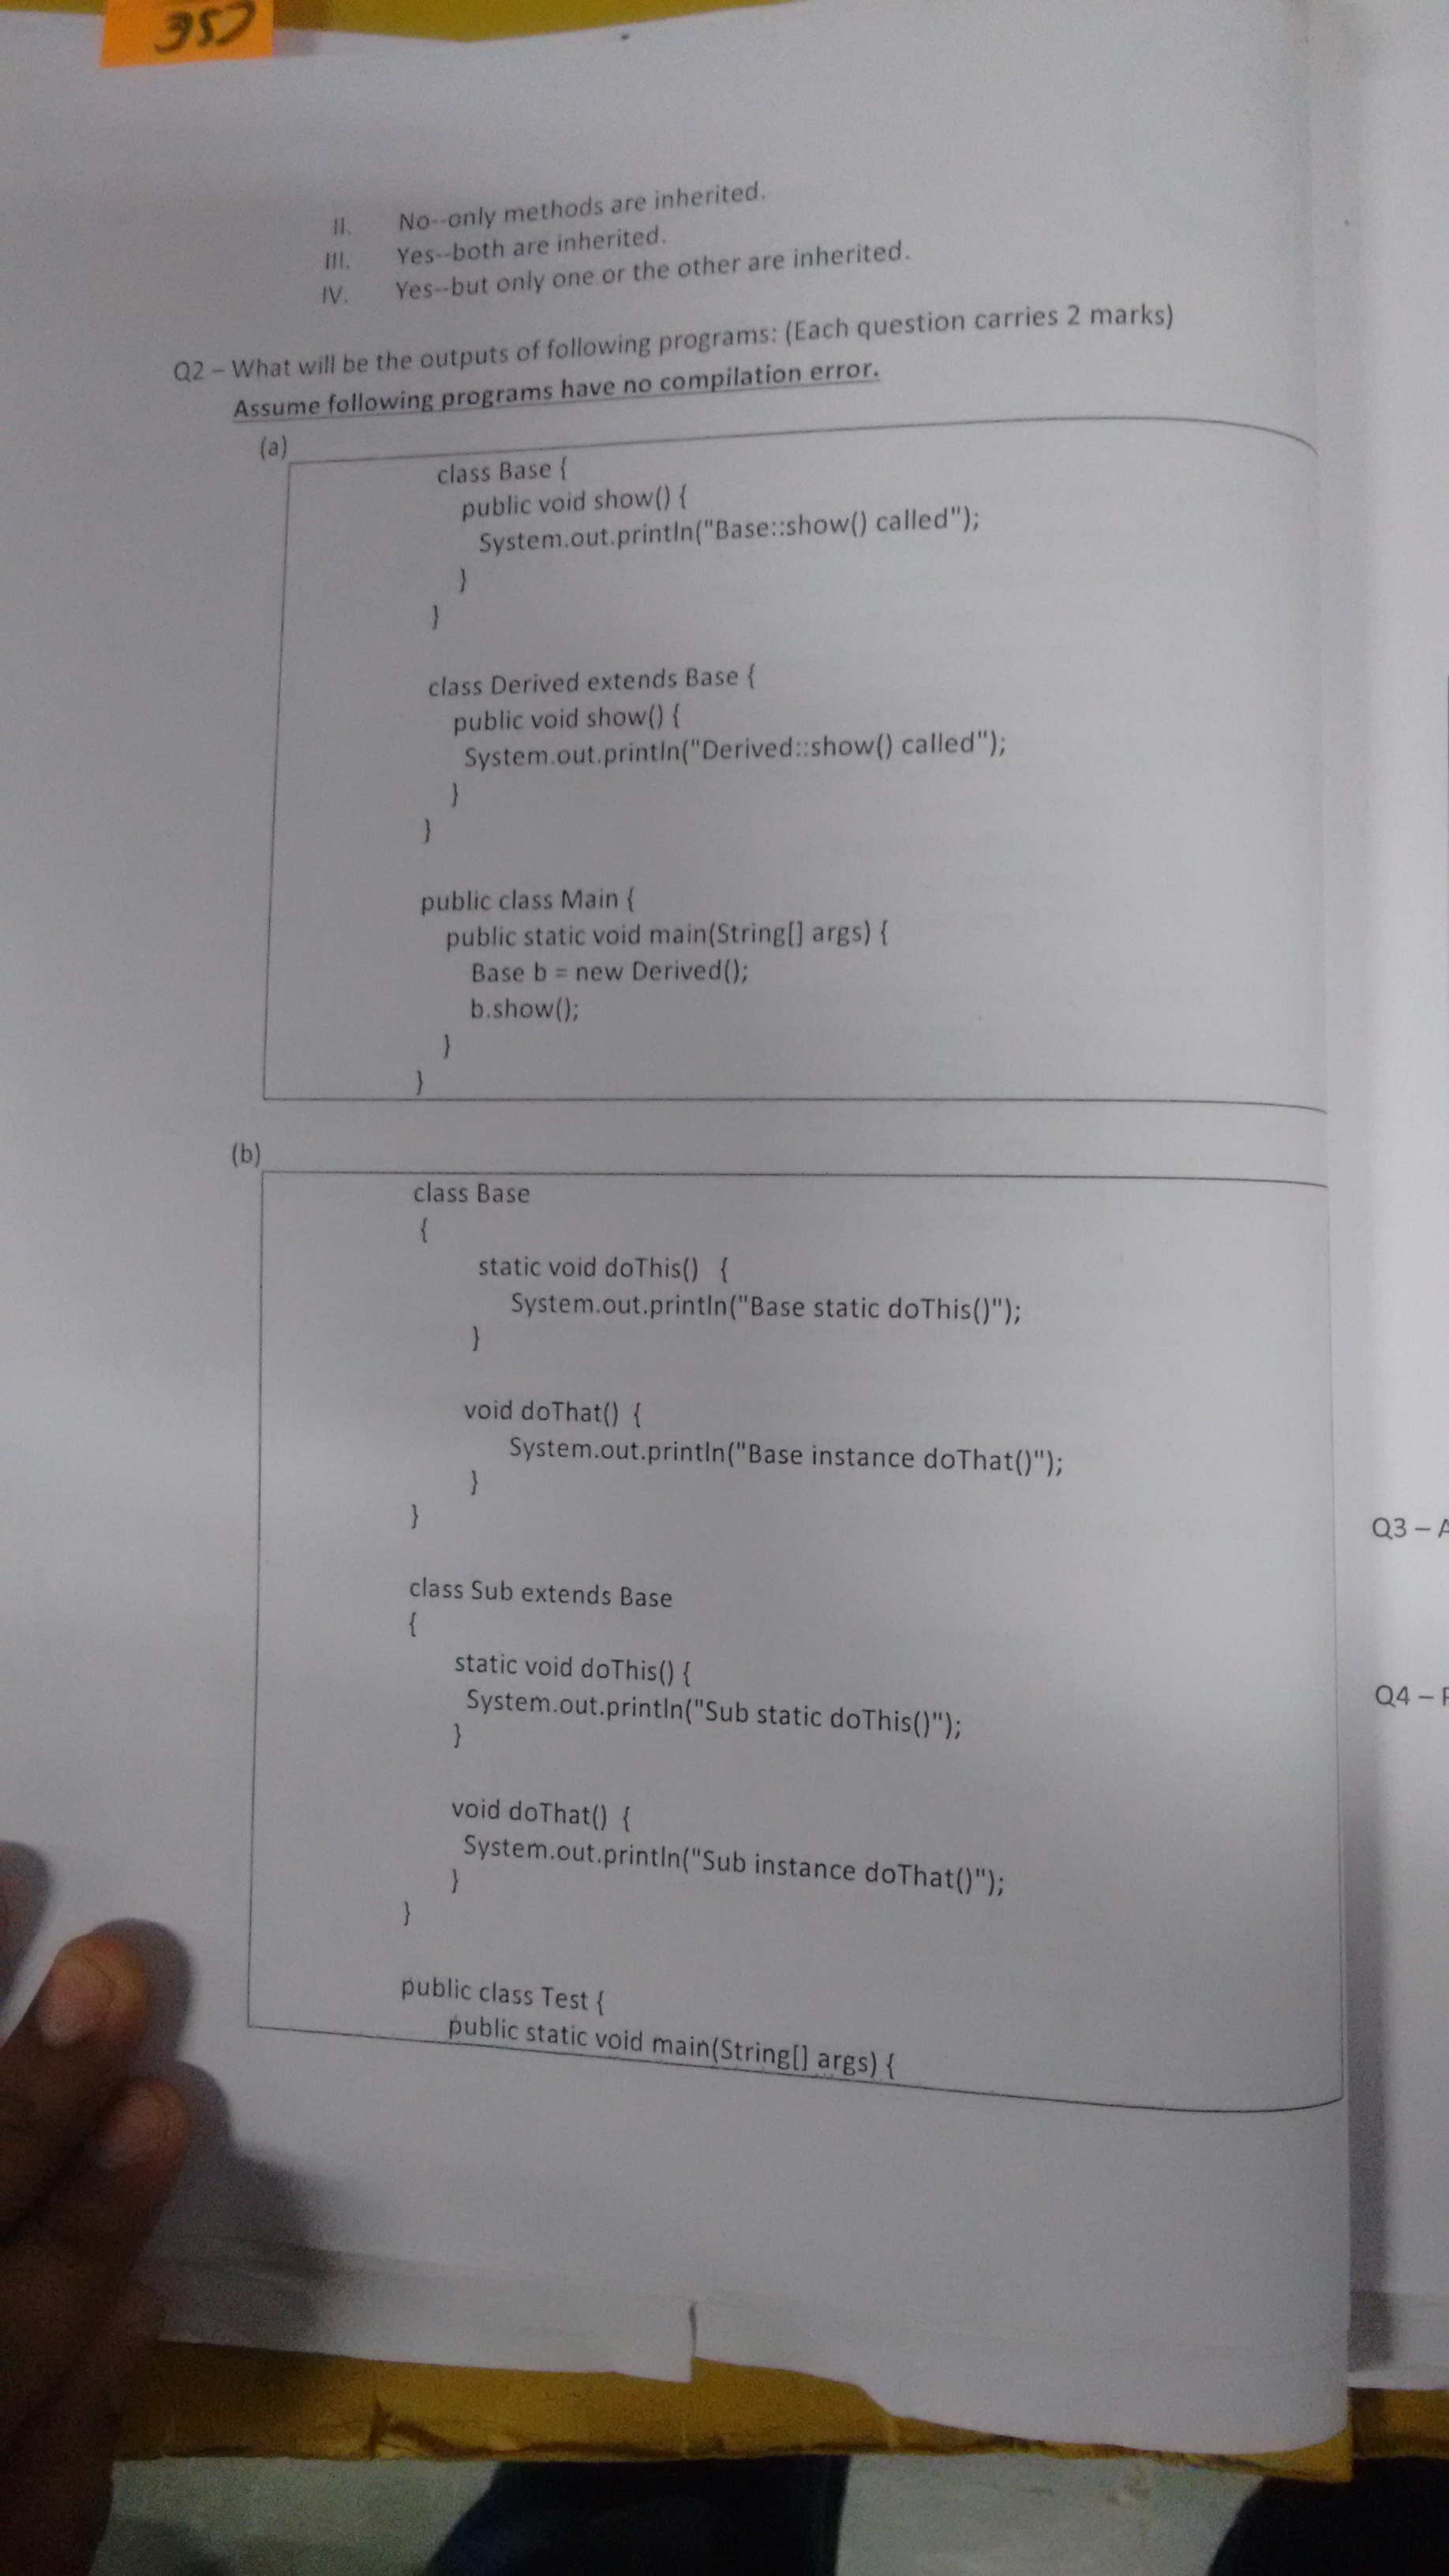 357
II. No--only methods are inherited.
III. Yes--both are inherited.
IV. Yes--but only one or the other are inherited.
Q2 – What will be the outputs of following programs: (Each question carries 2 marks)
Assume following programs have no compilation error.
(a)
class Base {
public void show() {
System.out.println("Base::show() called");
}
}
class Derived extends Base {
public void show() {
System.out.println("Derived::show() called");
}
}
public class Main {
public static void main(String[] args) {
Base b = new Derived();
b.show();
}
}
(b)
class Base
{
static void doThis() {
System.out.println("Base static doThis()");
}
void doThat() {
System.out.println("Base instance doThat()");
}
}
class Sub extends Base
{
static void doThis() {
System.out.println("Sub static doThis()");
}
void doThat() {
System.out.println("Sub instance doThat()");
}
}
public class Test {
public static void main(String[] args) {
Q3 –
Q4 –